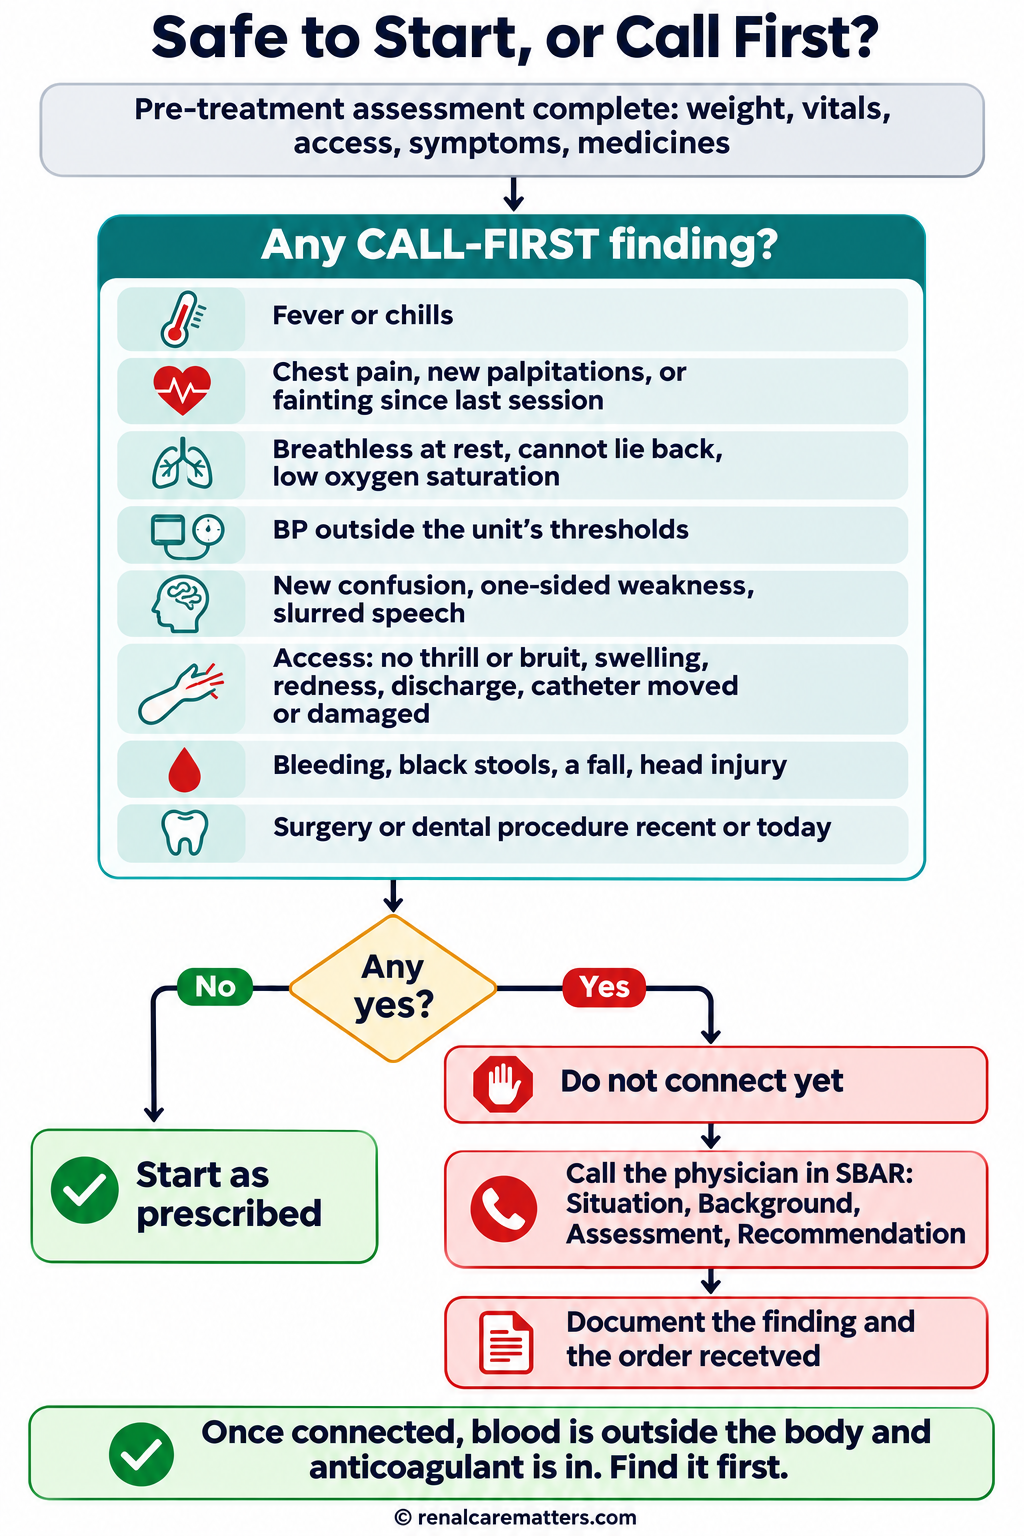 Safe to Start, or Call First?
Pre-treatment assessment complete: weight, vitals,
access, symptoms, medicines
Any CALL-FIRST finding?
Fever or chills
Chest pain, new palpitations, or
fainting since last session
Breathless at rest, cannot lie back,
low oxygen saturation
BP outside the unit's thresholds
New confusion, one-sided weakness,
slurred speech
Access: no thrill or bruit, swelling,
redness, discharge, catheter moved
or damaged
Bleeding, black stools, a fall, head injury
Surgery or dental procedure recent or today
Any
yes?
No
Yes
Do not connect yet
Start as
prescribed
Call the physician in SBAR:
Situation, Background,
Assessment, Recommendation
Document the finding and
the order recetved
Once connected, blood is outside the body and
anticoagulant is in. Find it first.
© renalcarematters.com